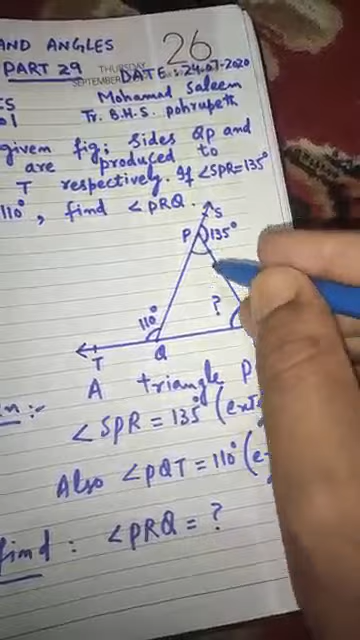 AND ANGLES
PART 29
THURSDAY
26
SEPTEMBER
DATE : 24.07.2020
Mohamad Saleem
Tr. B.H.S. Pohrupeth
given fig; sides QP and
are produced to
T respectively. If <SPR=135°
110°, find <PRQ.
S
P 135°
110° ?
T Q
A triangle P
<SPR = 135° (
Also <PQT = 110° (
find : <PRQ = ?